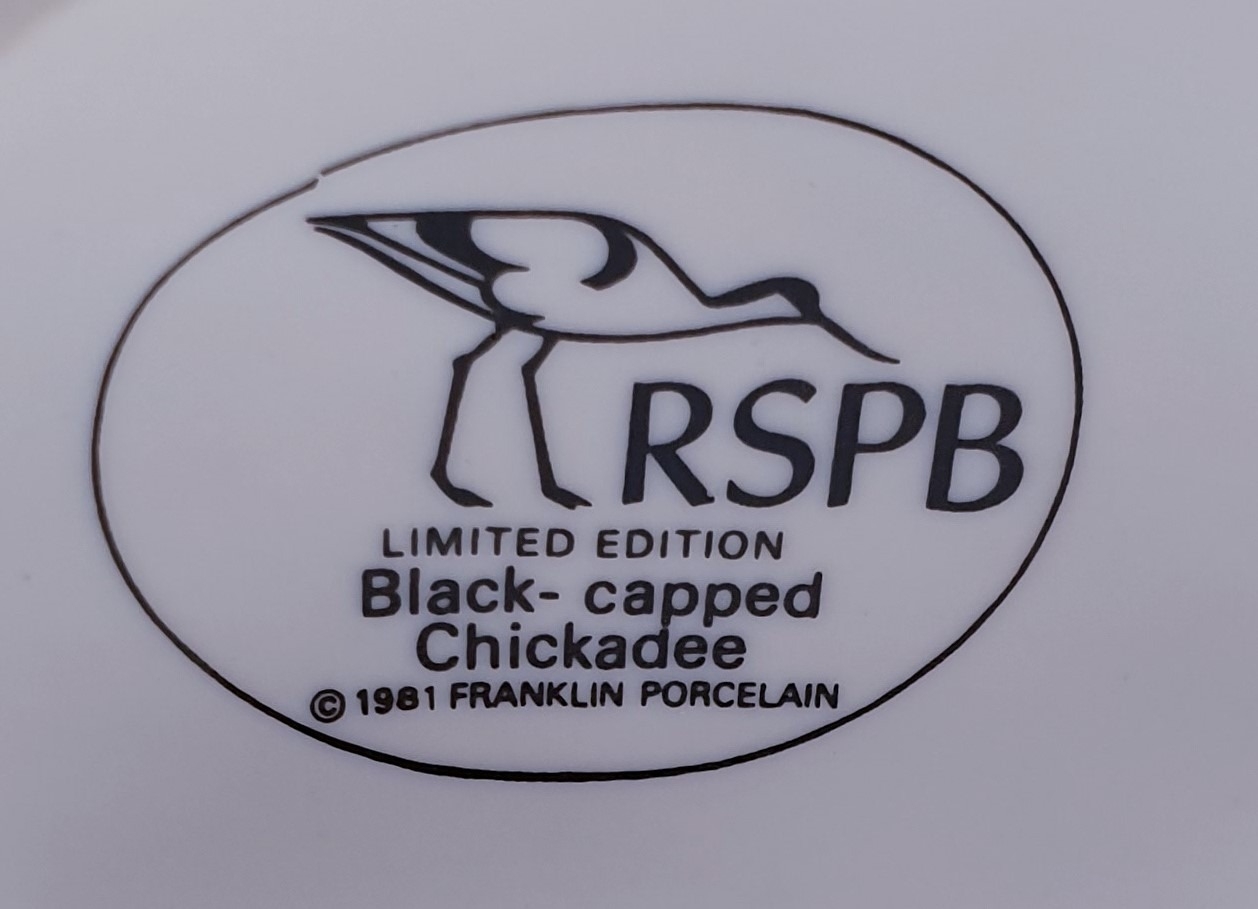 RSPB
LIMITED EDITION
Black- capped
Chickadee
© 1981 FRANKLIN PORCELAIN